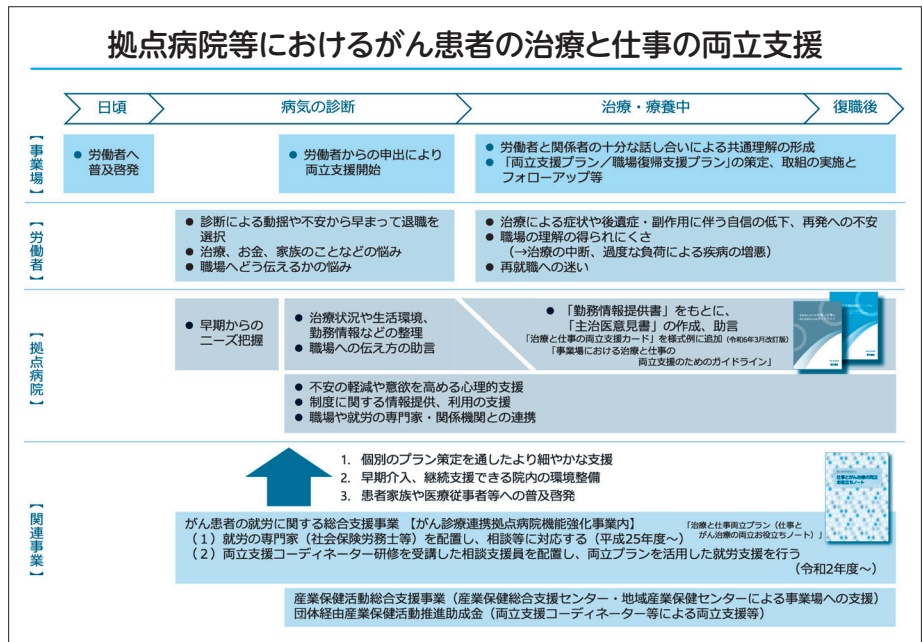 拠点病院等におけるがん患者の治療と仕事の両立支援
日頃
病気の診断
治療・療養中
復職後
【事業場】
● 労働者へ
普及啓発
● 労働者からの申出により
両立支援開始
● 労働者と関係者の十分な話し合いによる共通理解の形成
● 「両立支援プラン／職場復帰支援プラン」の策定、取組の実施と
フォローアップ等
【労働者】
● 診断による動揺や不安から早まって退職を
選択
● 治療、お金、家族のことなどの悩み
● 職場へどう伝えるかの悩み
● 治療による症状や後遺症・副作用に伴う自信の低下、再発への不安
● 職場の理解の得られにくさ
（→治療の中断、過度な負荷による疾病の増悪）
● 再就職への迷い
【拠点病院】
● 早期からの
ニーズ把握
● 治療状況や生活環境、
勤務情報などの整理
● 職場への伝え方の助言
● 「勤務情報提供書」をもとに、
「主治医意見書」の作成、助言
「治療と仕事の両立支援カード」を様式例に追加（令和6年3月改訂版）
「事業場における治療と仕事の
両立支援のためのガイドライン」
● 不安の軽減や意欲を高める心理的支援
● 制度に関する情報提供、利用の支援
● 職場や就労の専門家・関係機関との連携
【関連事業】
1. 個別のプラン策定を通したより細やかな支援
2. 早期介入、継続支援できる院内の環境整備
3. 患者家族や医療従事者等への普及啓発
がん患者の就労に関する総合支援事業 【がん診療連携拠点病院機能強化事業内】
（１）就労の専門家（社会保険労務士等）を配置し、相談等に対応する（平成25年度〜）
（２）両立支援コーディネーター研修を受講した相談支援員を配置し、両立プランを活用した就労支援を行う
（令和2年度〜）
「治療と仕事両立プラン（仕事と
がん治療の両立お役立ちノート）」
仕事とがん治療の両立
お役立ちノート
産業保健活動総合支援事業（産業保健総合支援センター・地域産業保健センターによる事業場への支援）
団体経由産業保健活動推進助成金（両立支援コーディネーター等による両立支援等）